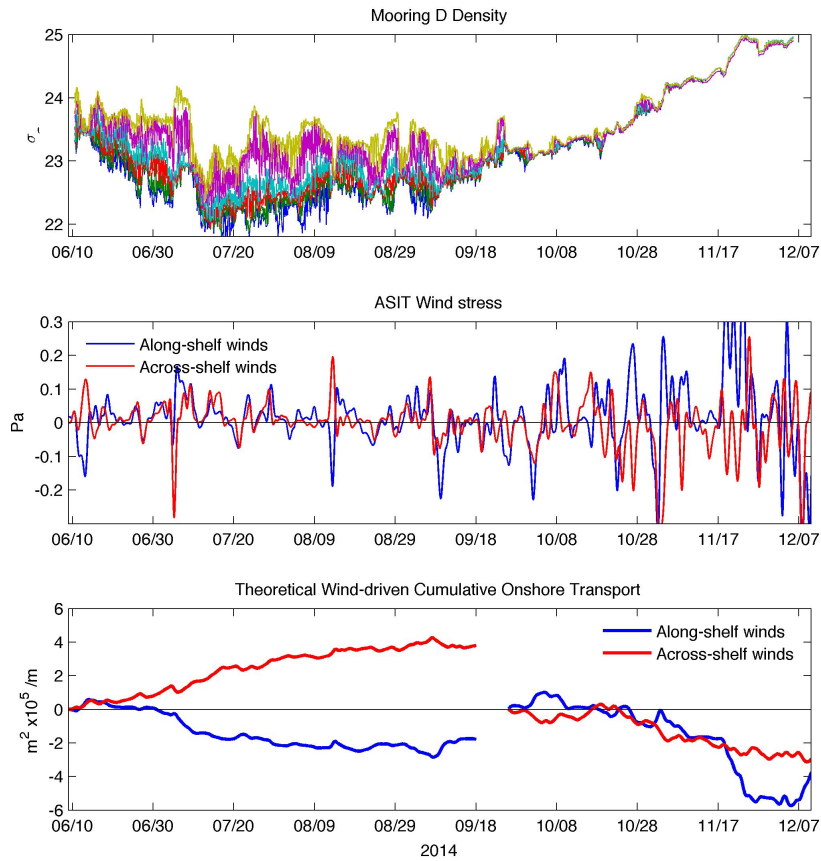 Mooring D Density
25
24
23
22
σ
06/10 06/30 07/20 08/09 08/29 09/18 10/08 10/28 11/17 12/07
ASIT Wind stress
0.3
0.2
0.1
0
-0.1
-0.2
Pa
Along-shelf winds
Across-shelf winds
06/10 06/30 07/20 08/09 08/29 09/18 10/08 10/28 11/17 12/07
Theoretical Wind-driven Cumulative Onshore Transport
6
4
2
0
-2
-4
-6
m² x10⁵ /m
Along-shelf winds
Across-shelf winds
06/10 06/30 07/20 08/09 08/29 09/18 10/08 10/28 11/17 12/07
2014